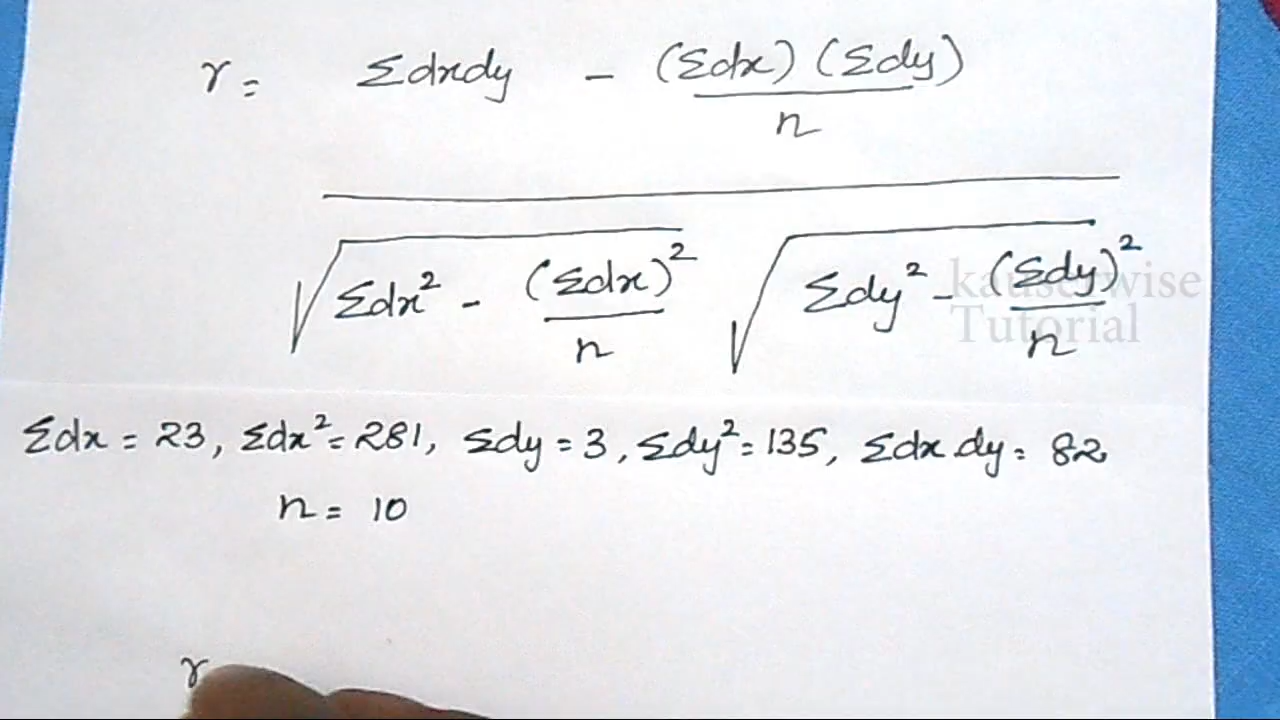 r = Σdxdy - (Σdx) (Σdy)
n
√Σdx² - (Σdx)² √Σdy² - (Σdy)²
n n
kauserwise
Tutorial
Σdx = 23, Σdx² = 281, Σdy = 3, Σdy² = 135, Σdx dy = 82
n = 10
r